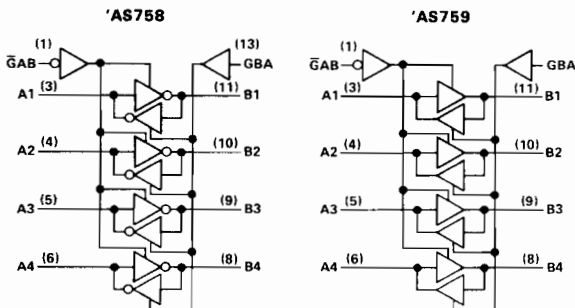 'AS758
(1)
G̅AB
(13)
GBA
A1 (3) (11) B1
A2 (4) (10) B2
A3 (5) (9) B3
A4 (6) (8) B4
'AS759
(1)
G̅AB
GBA
A1 (3) (11) B1
A2 (4) (10) B2
A3 (5) (9) B3
A4 (6) (8) B4